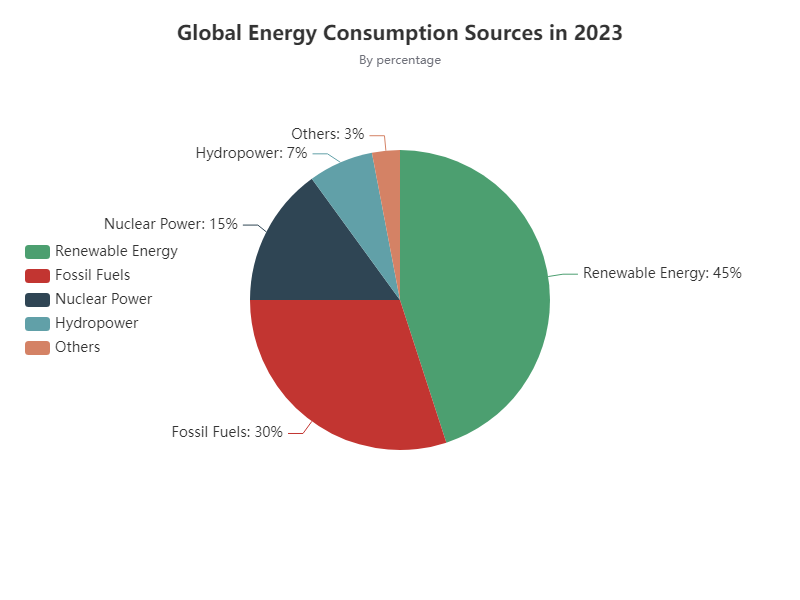 Global Energy Consumption Sources in 2023
By percentage
Others: 3%
Hydropower: 7%
Nuclear Power: 15%
Renewable Energy: 45%
Fossil Fuels: 30%
Renewable Energy
Fossil Fuels
Nuclear Power
Hydropower
Others